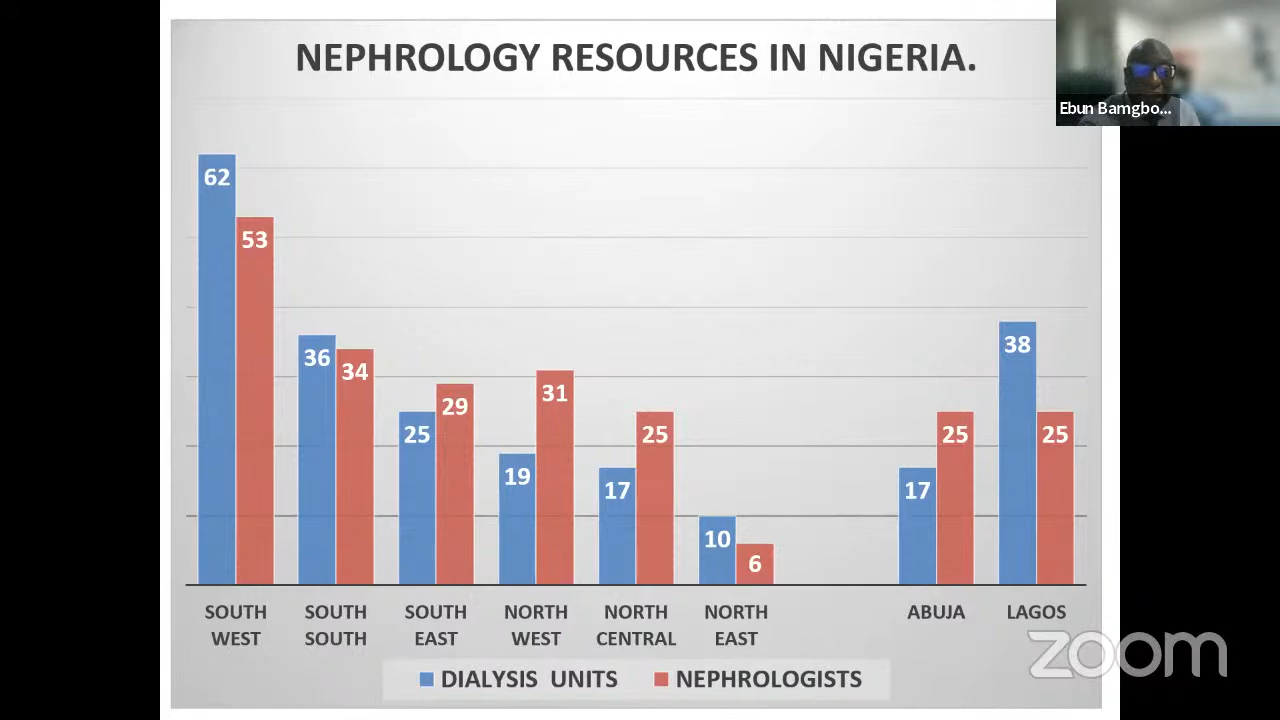 NEPHROLOGY RESOURCES IN NIGERIA.
Ebun Bamgbo...
62
53
36
34
25
29
19
31
17
25
10
6
17
25
38
25
SOUTH WEST
SOUTH SOUTH
SOUTH EAST
NORTH WEST
NORTH CENTRAL
NORTH EAST
ABUJA
LAGOS
DIALYSIS UNITS
NEPHROLOGISTS
zoom